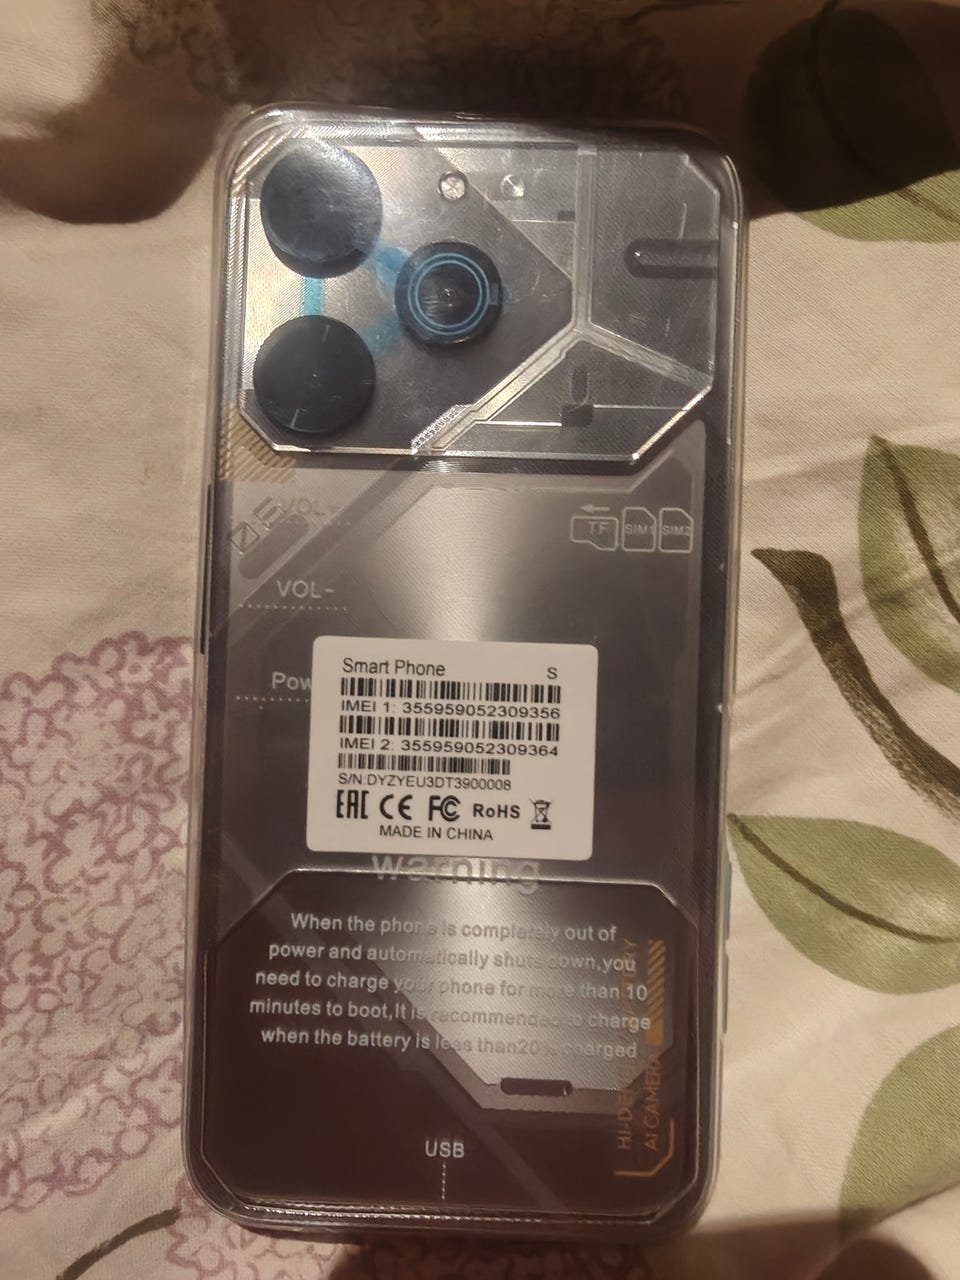 VOL+
TF SIM1 SIM2
VOL-
Pow
Smart Phone S
IMEI 1: 355959052309356
IMEI 2: 355959052309364
S/N:DYZYEU3DT3900008
EAC CE FC RoHS
MADE IN CHINA
warning
When the phone is completely out of
power and automatically shuts down,you
need to charge your phone for more than 10
minutes to boot,It is recommended to charge
when the battery is less than20% charged
AI CAMERA
USB